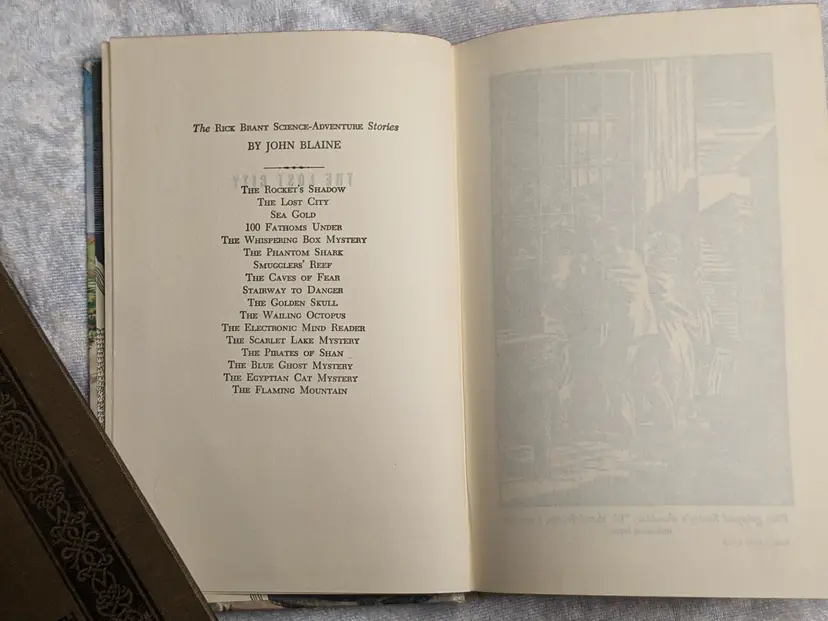 The Rick Brant Science-Adventure Stories
BY JOHN BLAINE
THE LOST CITY
The Rocket's Shadow
The Lost City
Sea Gold
100 Fathoms Under
The Whispering Box Mystery
The Phantom Shark
Smugglers' Reef
The Caves of Fear
Stairway to Danger
The Golden Skull
The Wailing Octopus
The Electronic Mind Reader
The Scarlet Lake Mystery
The Pirates of Shan
The Blue Ghost Mystery
The Egyptian Cat Mystery
The Flaming Mountain